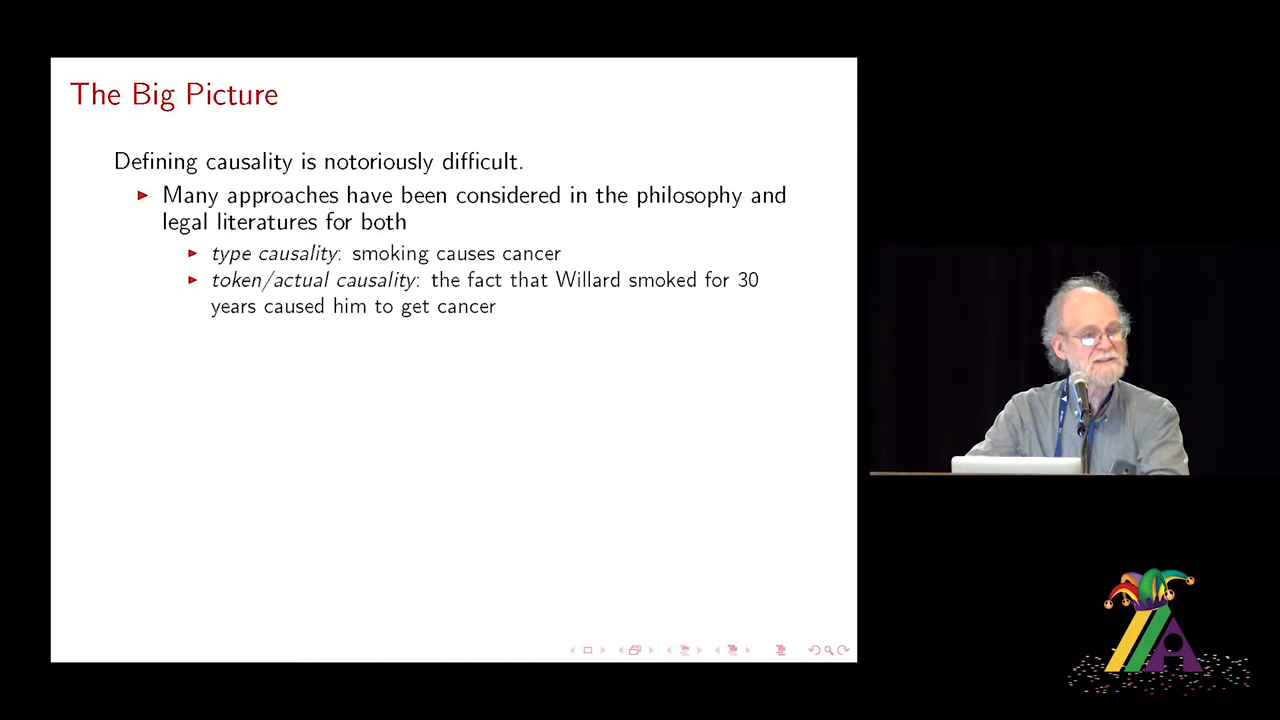 The Big Picture
Defining causality is notoriously difficult.
Many approaches have been considered in the philosophy and
legal literatures for both
type causality: smoking causes cancer
token/actual causality: the fact that Willard smoked for 30
years caused him to get cancer